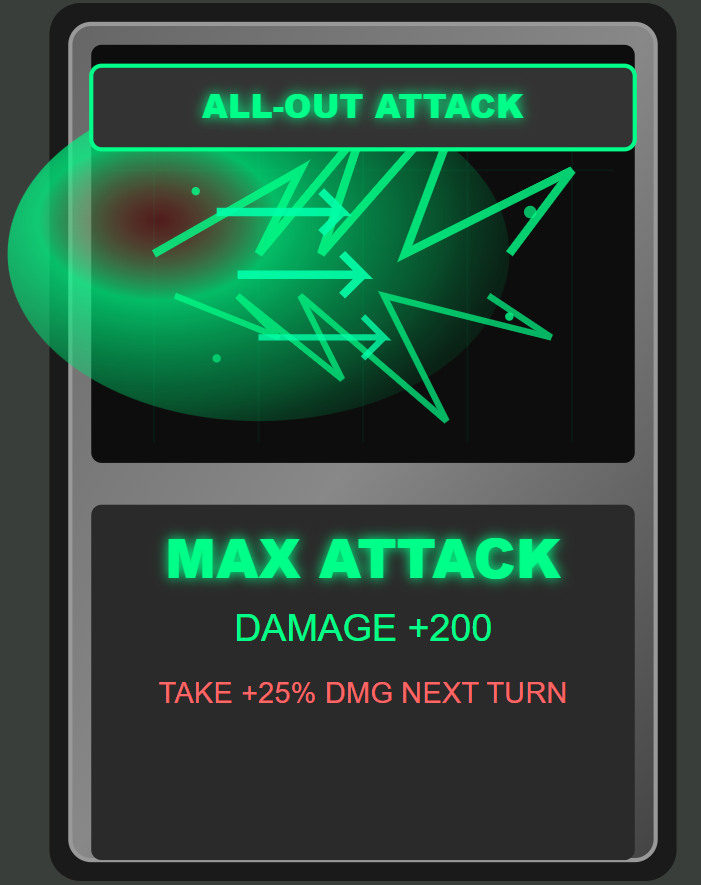 ALL-OUT ATTACK
MAX ATTACK
DAMAGE +200
TAKE +25% DMG NEXT TURN